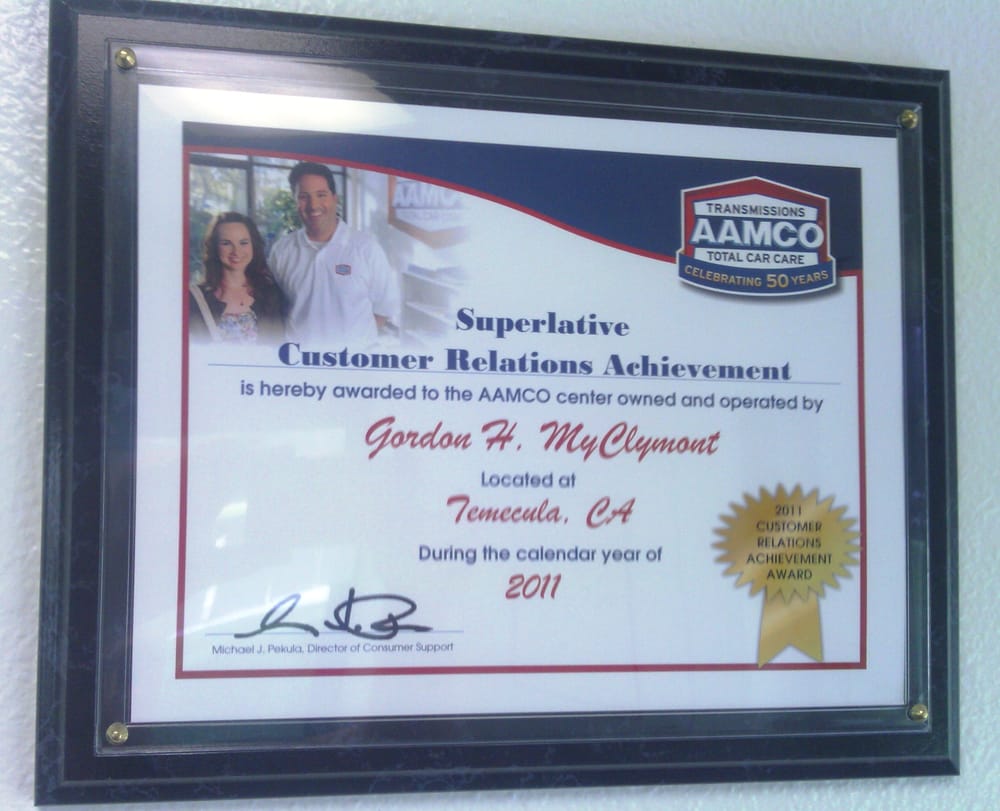 AAMCO
TRANSMISSIONS
AAMCO
TOTAL CAR CARE
CELEBRATING 50 YEARS
Superlative
Customer Relations Achievement
is hereby awarded to the AAMCO center owned and operated by
Gordon H. MyClymont
Located at
Temecula, CA
During the calendar year of
2011
2011
CUSTOMER
RELATIONS
ACHIEVEMENT
AWARD
Michael J. Pekula, Director of Consumer Support